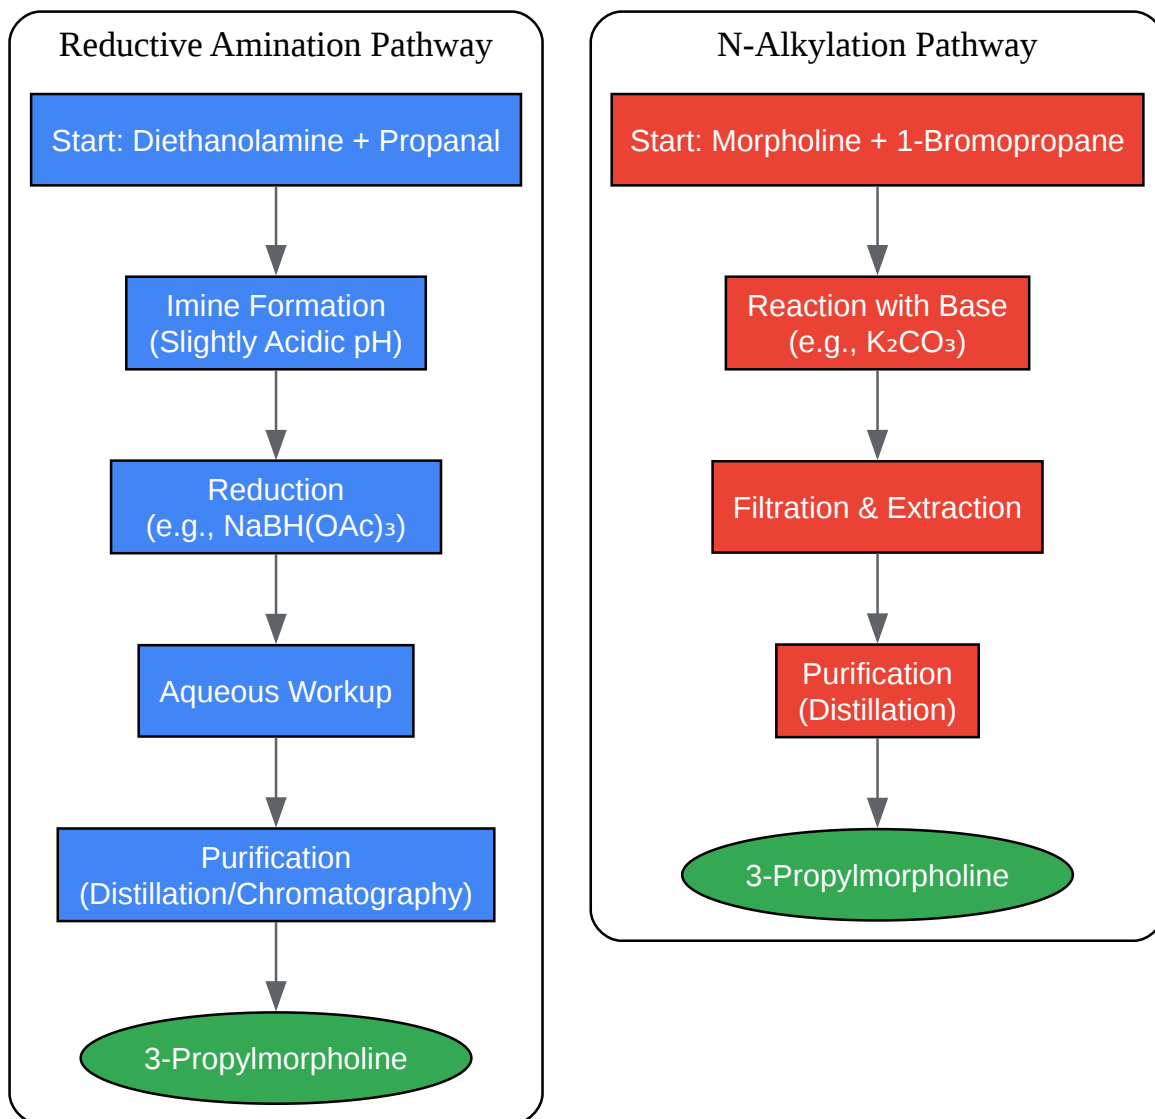 Reductive Amination Pathway
Start: Diethanolamine + Propanal
Imine Formation
(Slightly Acidic pH)
Reduction
(e.g., NaBH(OAc)₃)
Aqueous Workup
Purification
(Distillation/Chromatography)
3-Propylmorpholine
N-Alkylation Pathway
Start: Morpholine + 1-Bromopropane
Reaction with Base
(e.g., K₂CO₃)
Filtration & Extraction
Purification
(Distillation)
3-Propylmorpholine